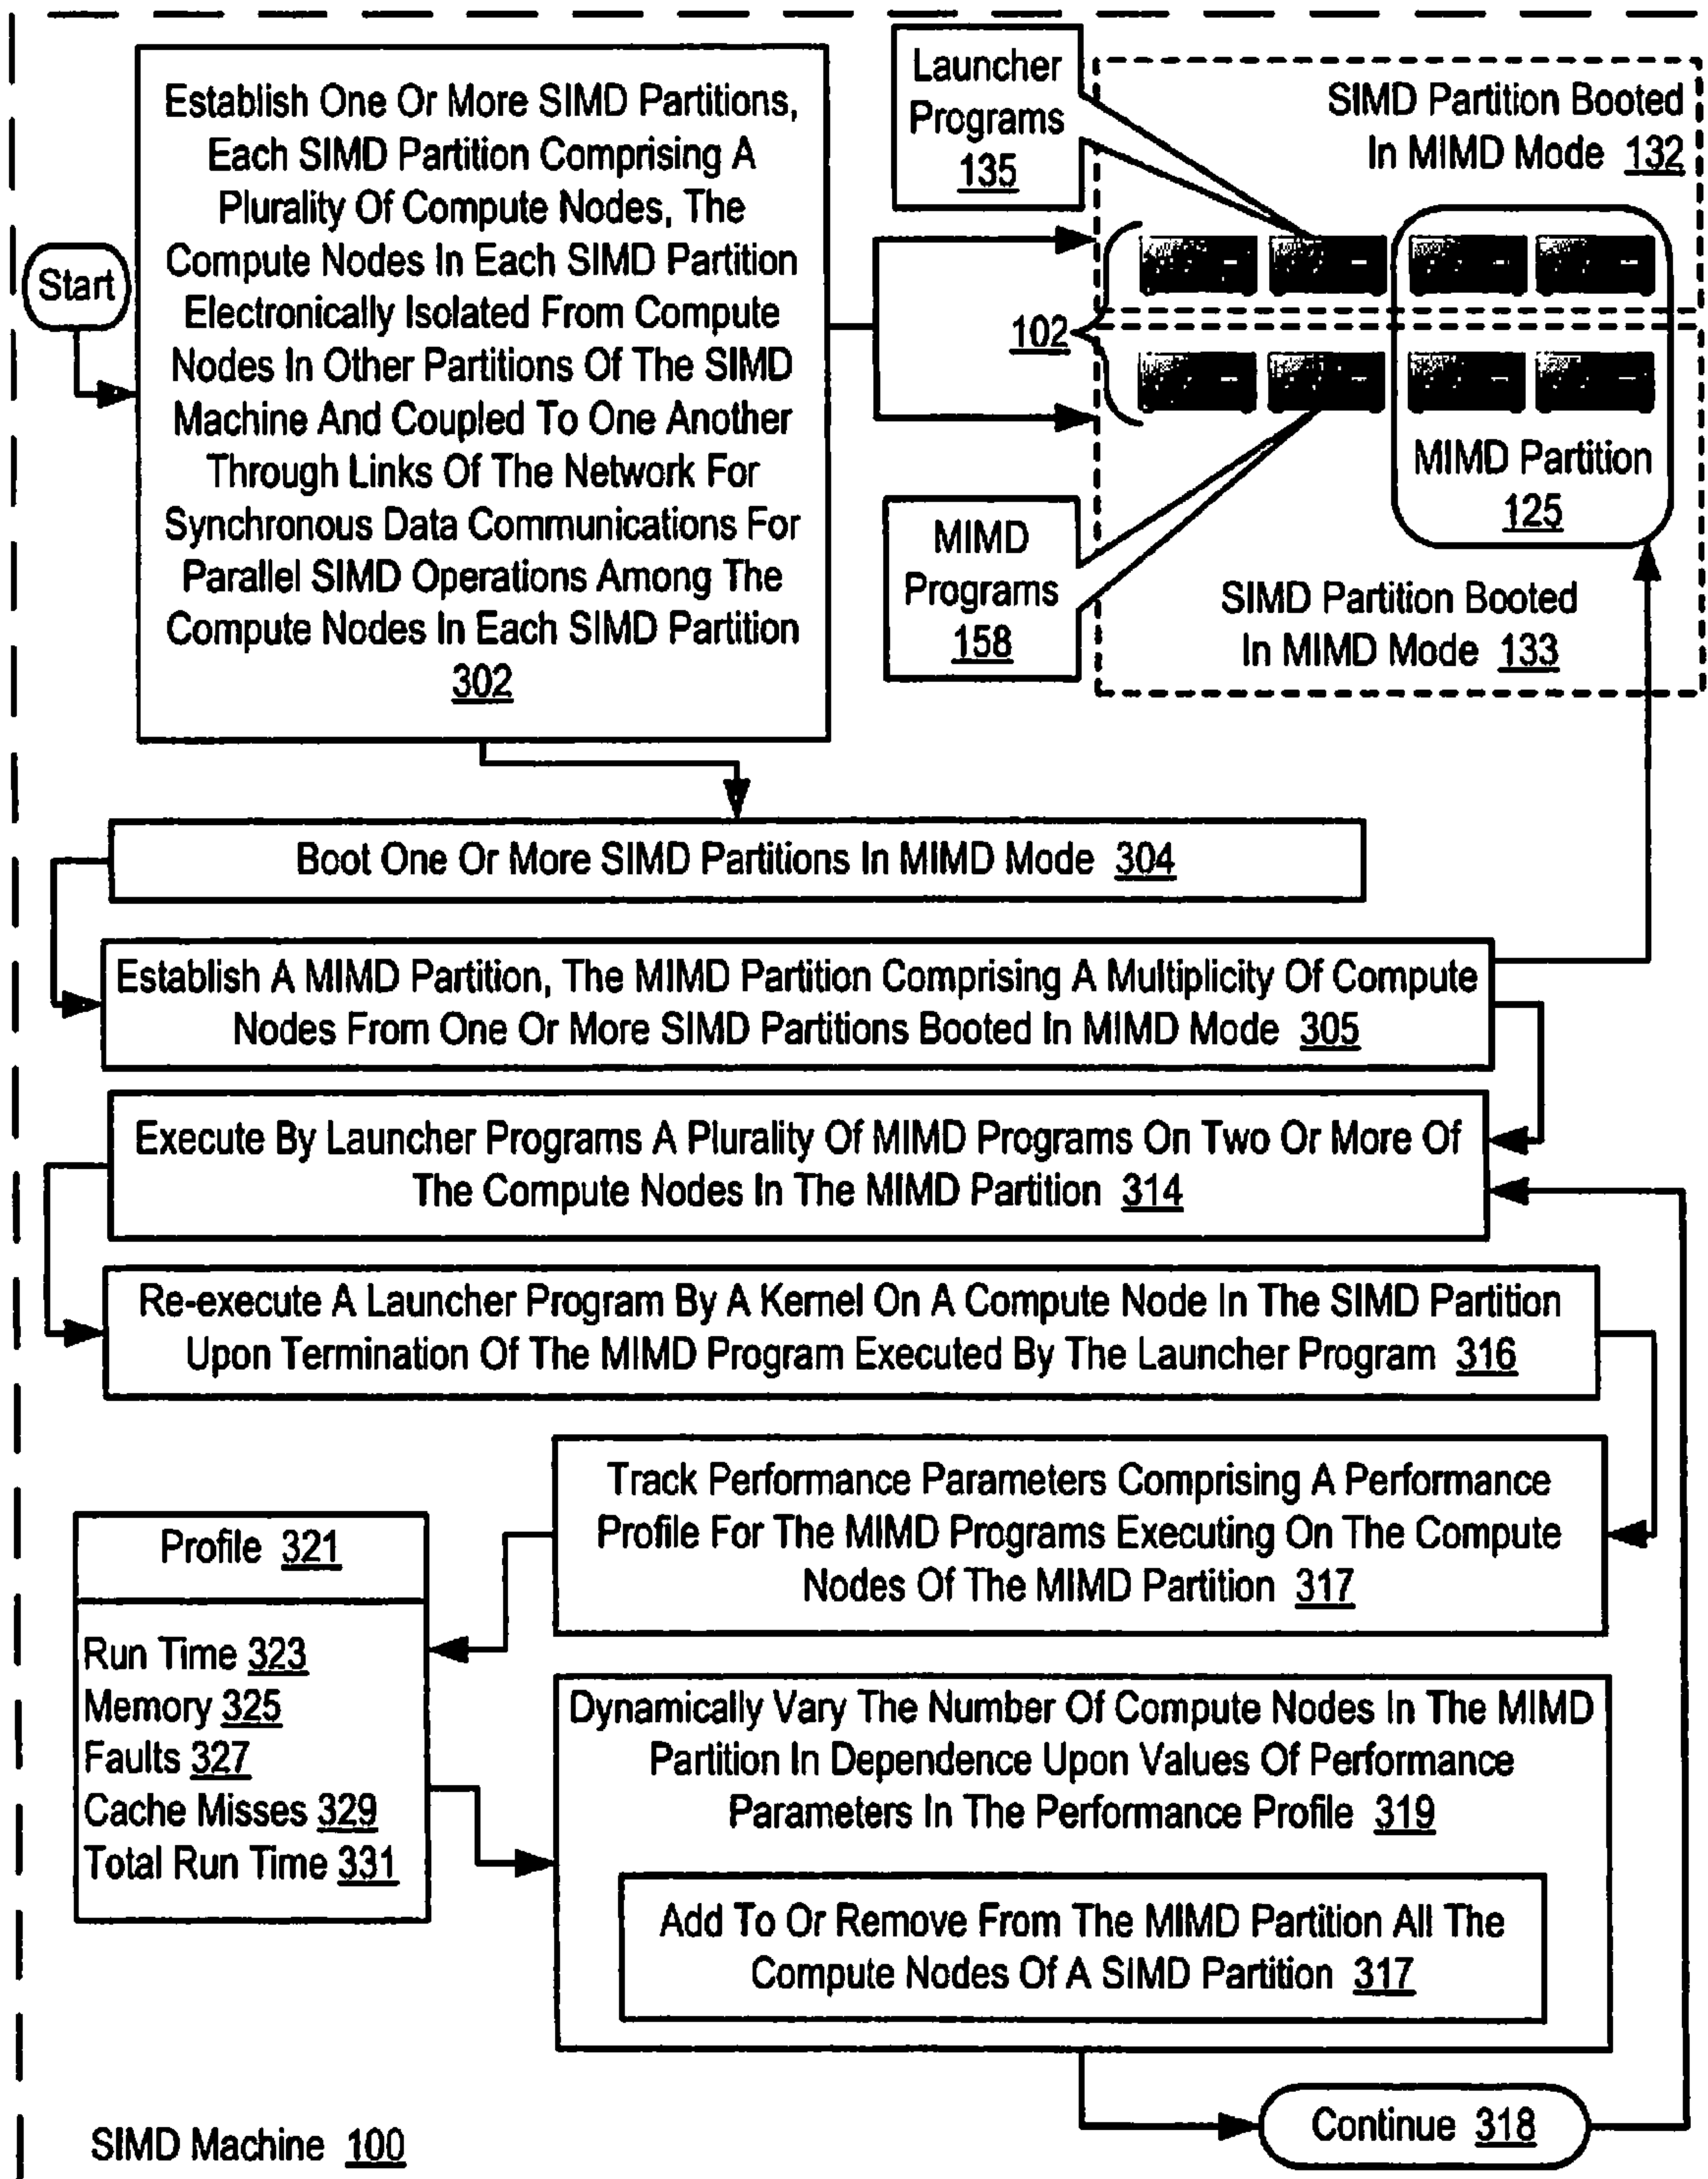 Start
Establish One Or More SIMD Partitions,
Each SIMD Partition Comprising A
Plurality Of Compute Nodes, The
Compute Nodes In Each SIMD Partition
Electronically Isolated From Compute
Nodes In Other Partitions Of The SIMD
Machine And Coupled To One Another
Through Links Of The Network For
Synchronous Data Communications For
Parallel SIMD Operations Among The
Compute Nodes In Each SIMD Partition
302
Launcher
Programs
135
SIMD Partition Booted
In MIMD Mode 132
102
MIMD Partition
125
MIMD
Programs
158
SIMD Partition Booted
In MIMD Mode 133
Boot One Or More SIMD Partitions In MIMD Mode 304
Establish A MIMD Partition, The MIMD Partition Comprising A Multiplicity Of Compute
Nodes From One Or More SIMD Partitions Booted In MIMD Mode 305
Execute By Launcher Programs A Plurality Of MIMD Programs On Two Or More Of
The Compute Nodes In The MIMD Partition 314
Re-execute A Launcher Program By A Kernel On A Compute Node In The SIMD Partition
Upon Termination Of The MIMD Program Executed By The Launcher Program 316
Track Performance Parameters Comprising A Performance
Profile For The MIMD Programs Executing On The Compute
Nodes Of The MIMD Partition 317
Profile 321
Run Time 323
Memory 325
Faults 327
Cache Misses 329
Total Run Time 331
Dynamically Vary The Number Of Compute Nodes In The MIMD
Partition In Dependence Upon Values Of Performance
Parameters In The Performance Profile 319
Add To Or Remove From The MIMD Partition All The
Compute Nodes Of A SIMD Partition 317
Continue 318
SIMD Machine 100